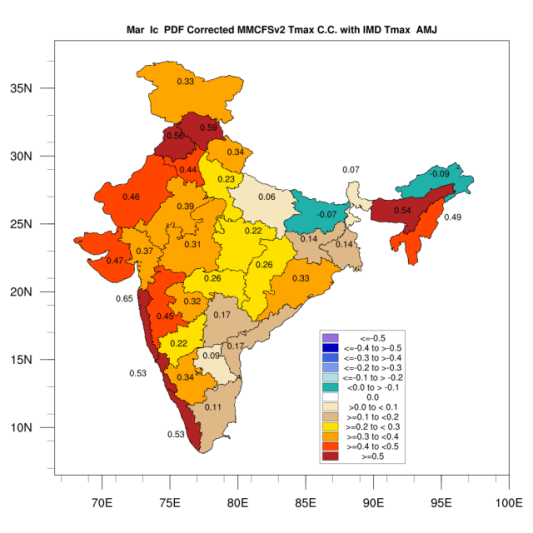 Mar Ic PDF Corrected MMCFSv2 Tmax C.C. with IMD Tmax AMJ
35N
30N
25N
20N
15N
10N
70E 75E 80E 85E 90E 95E 100E
0.33
0.56 0.59
0.34
0.44
0.23
0.07
-0.09
0.46
0.06
0.39
-0.07
0.54
0.49
0.22
0.31
0.14
0.14
0.37
0.47
0.26
0.26
0.33
0.65
0.32
0.45
0.17
0.22
0.17
0.09
0.53
0.34
0.11
0.53
<=-0.5
<=-0.4 to >-0.5
<=-0.3 to >-0.4
<=-0.2 to >-0.3
<=-0.1 to > -0.2
<0.0 to > -0.1
0.0
>0.0 to < 0.1
>=0.1 to <0.2
>=0.2 to < 0.3
>=0.3 to <0.4
>=0.4 to <0.5
>=0.5